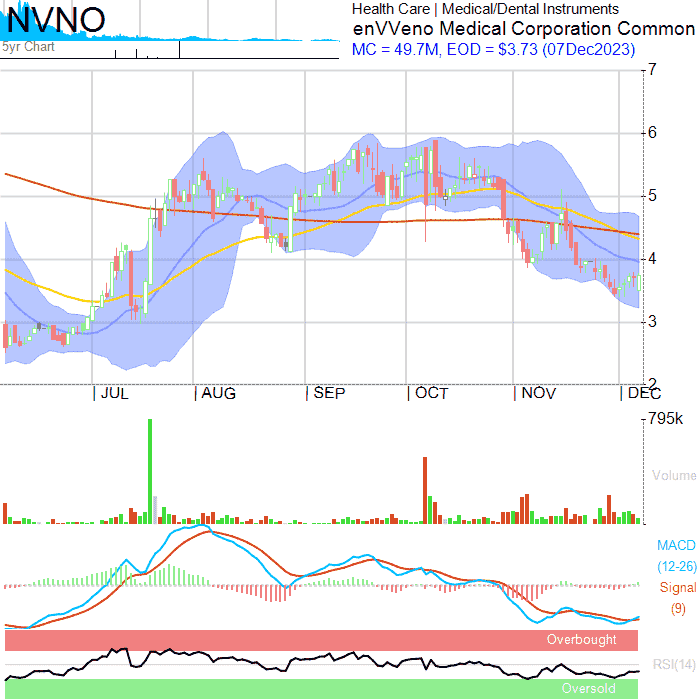 NVNO
5yr Chart
Health Care | Medical/Dental Instruments
enVVeno Medical Corporation Common
MC = 49.7M, EOD = $3.73 (07Dec2023)
7
6
5
4
3
2
JUL AUG SEP OCT NOV DEC
795k
Volume
MACD
(12-26)
Signal
(9)
Overbought
RSI(14)
Oversold